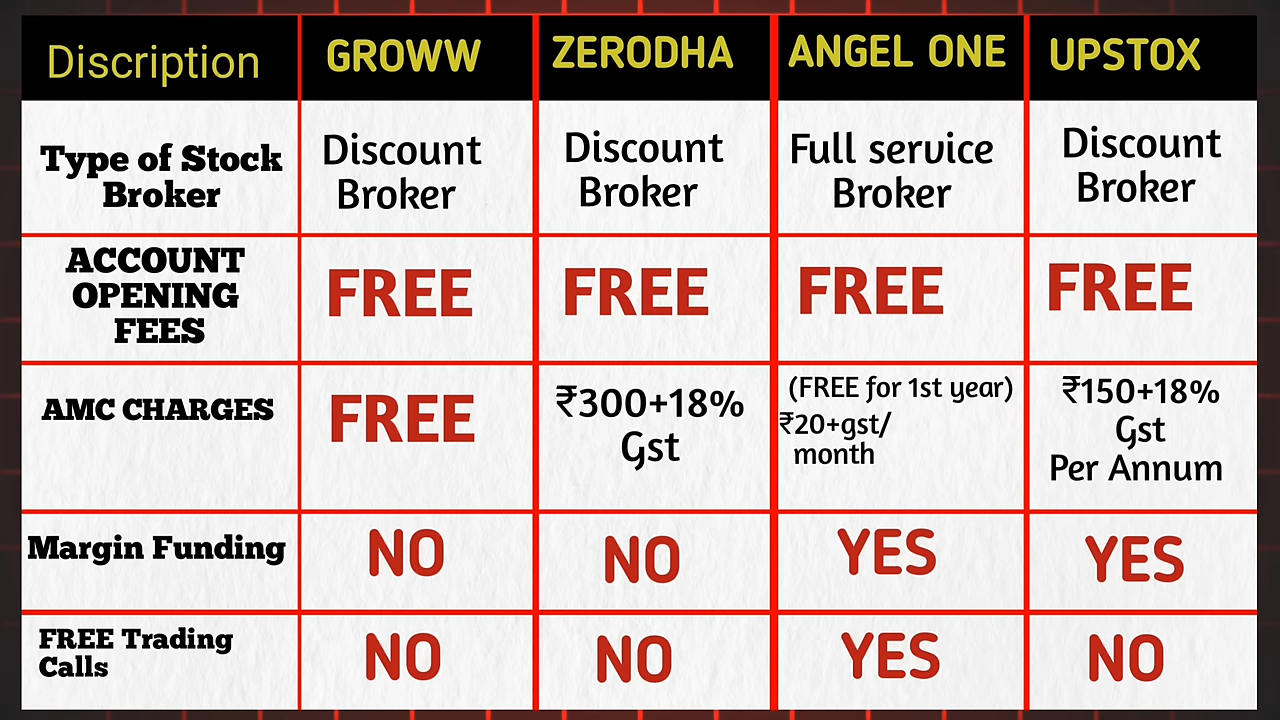 Discription GROWW ZERODHA ANGEL ONE UPSTOX
Type of Stock
Broker
Discount
Broker
Discount
Broker
Full service
Broker
Discount
Broker
ACCOUNT
OPENING
FEES
FREE
FREE
FREE
FREE
AMC CHARGES
FREE
₹300+18%
Gst
(FREE for 1st year)
₹20+gst/
month
₹150+18%
Gst
Per Annum
Margin Funding
NO
NO
YES
YES
FREE Trading
Calls
NO
NO
YES
NO